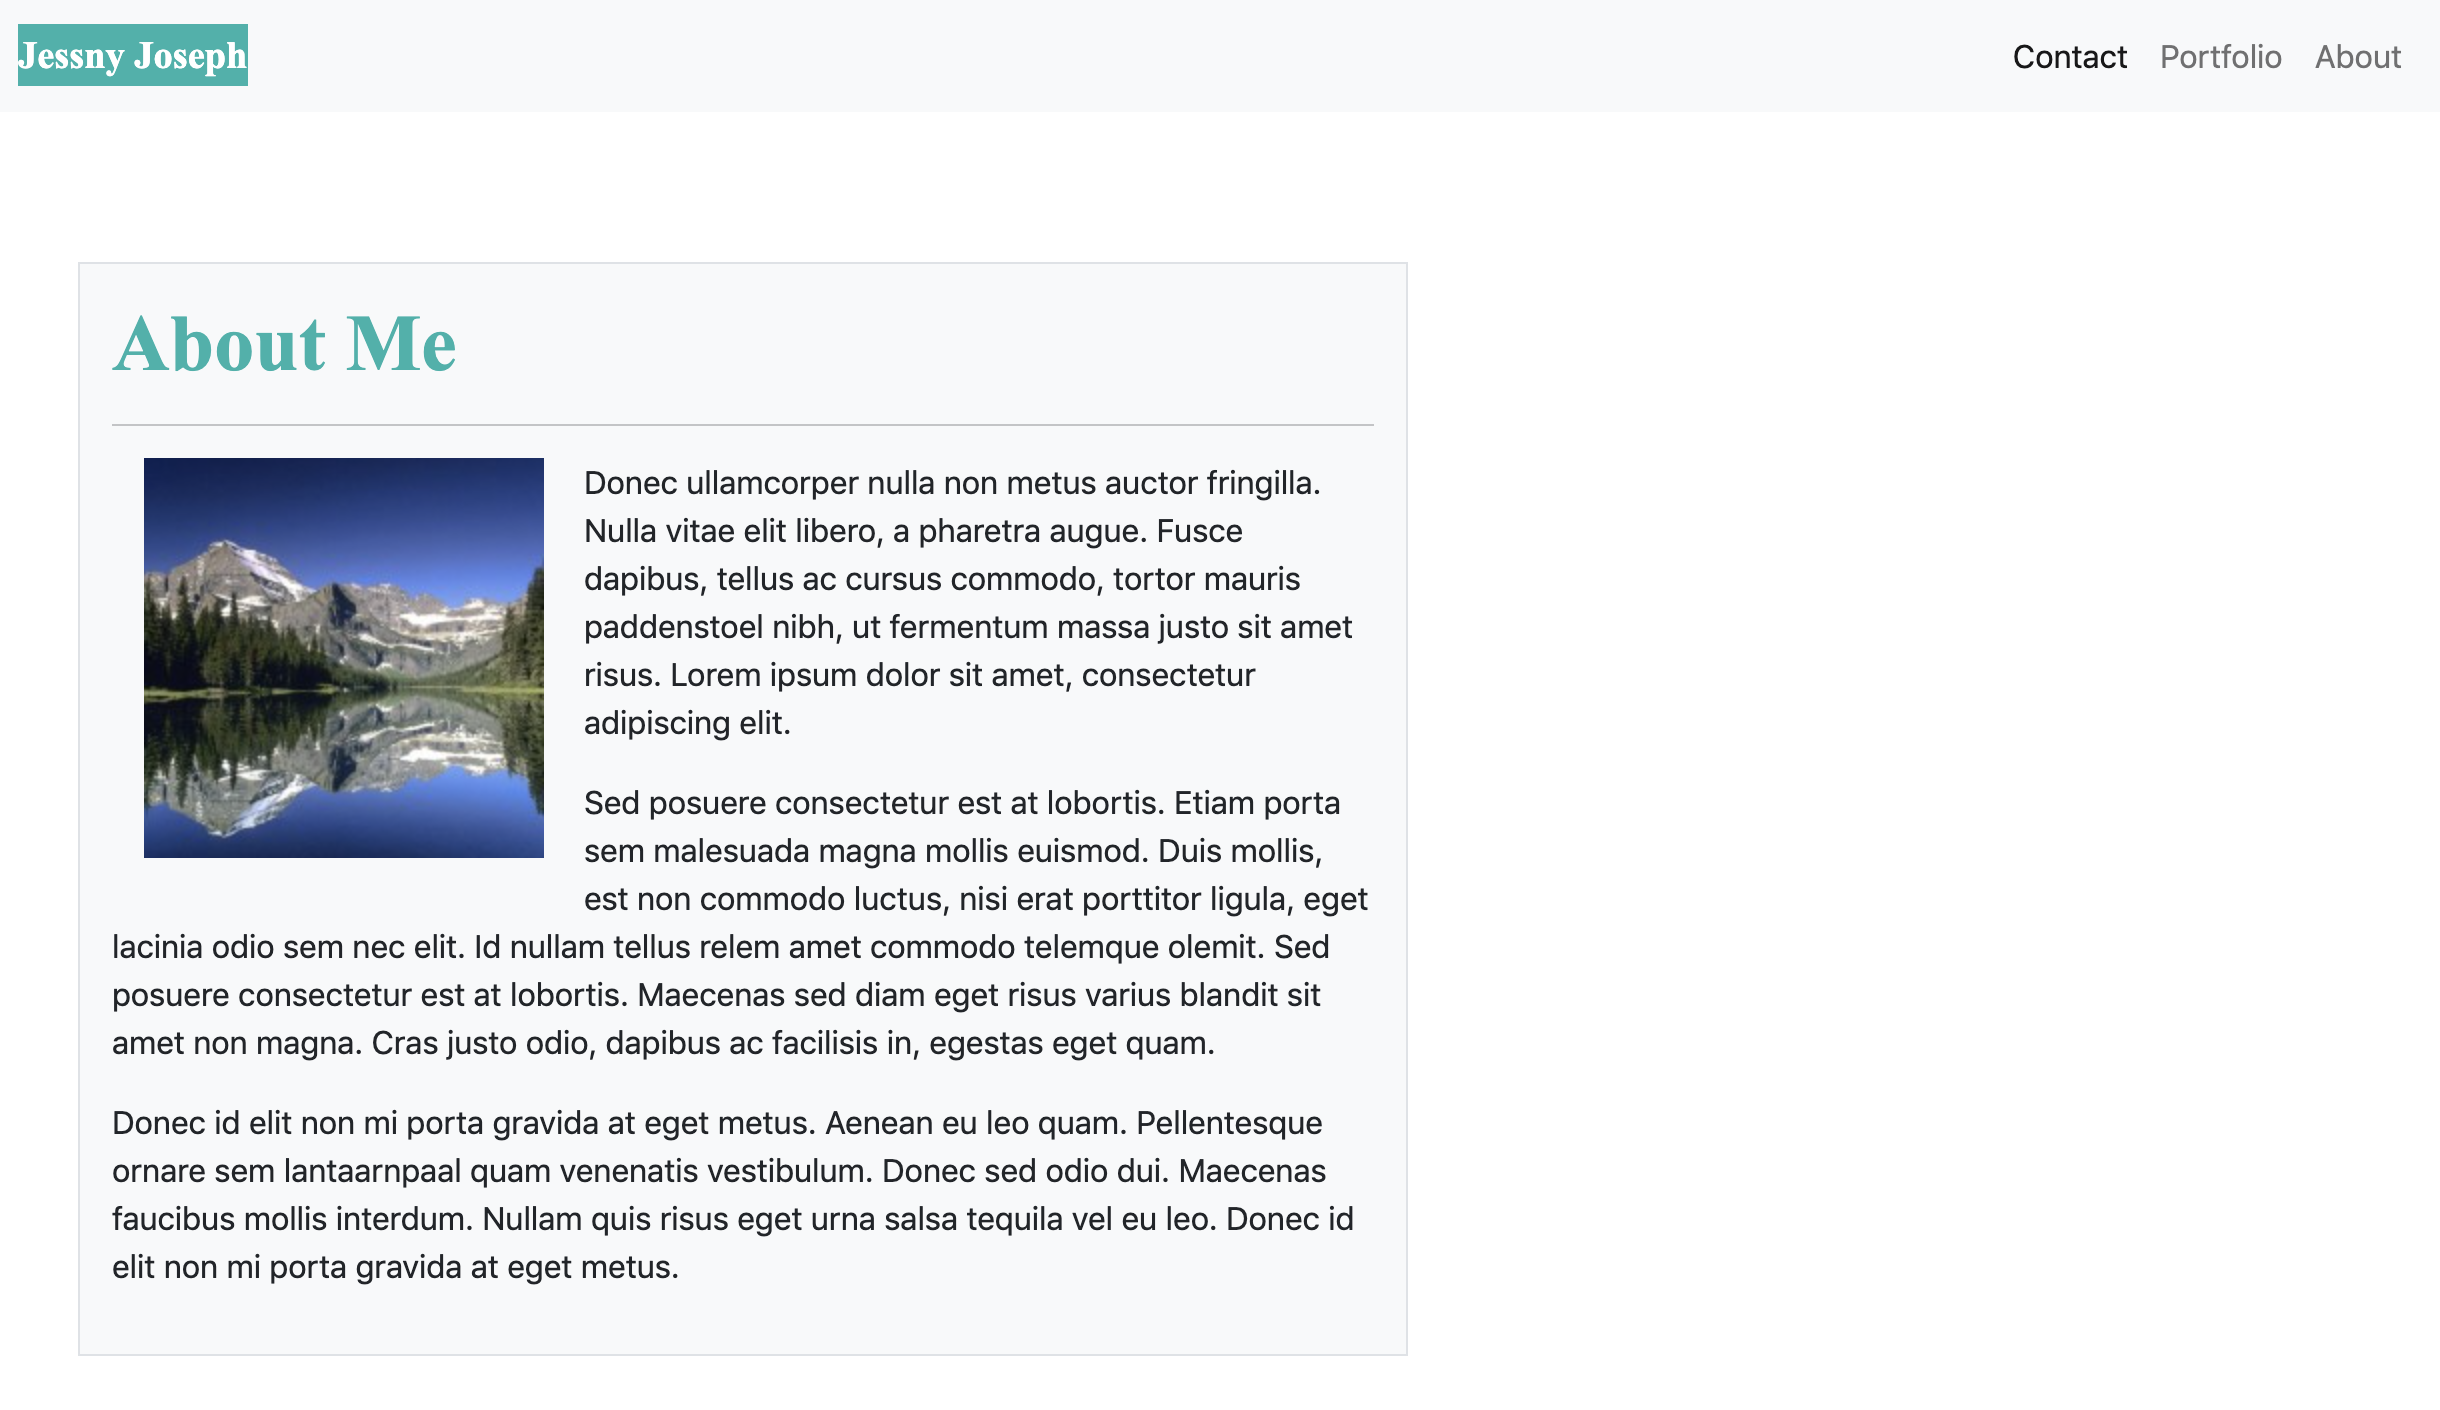 Jessny Joseph
Contact Portfolio About
About Me
Donec ullamcorper nulla non metus auctor fringilla.
Nulla vitae elit libero, a pharetra augue. Fusce
dapibus, tellus ac cursus commodo, tortor mauris
paddenstoel nibh, ut fermentum massa justo sit amet
risus. Lorem ipsum dolor sit amet, consectetur
adipiscing elit.
Sed posuere consectetur est at lobortis. Etiam porta
sem malesuada magna mollis euismod. Duis mollis,
est non commodo luctus, nisi erat porttitor ligula, eget
lacinia odio sem nec elit. Id nullam tellus relem amet commodo telemque olemit. Sed
posuere consectetur est at lobortis. Maecenas sed diam eget risus varius blandit sit
amet non magna. Cras justo odio, dapibus ac facilisis in, egestas eget quam.
Donec id elit non mi porta gravida at eget metus. Aenean eu leo quam. Pellentesque
ornare sem lantaarnpaal quam venenatis vestibulum. Donec sed odio dui. Maecenas
faucibus mollis interdum. Nullam quis risus eget urna salsa tequila vel eu leo. Donec id
elit non mi porta gravida at eget metus.